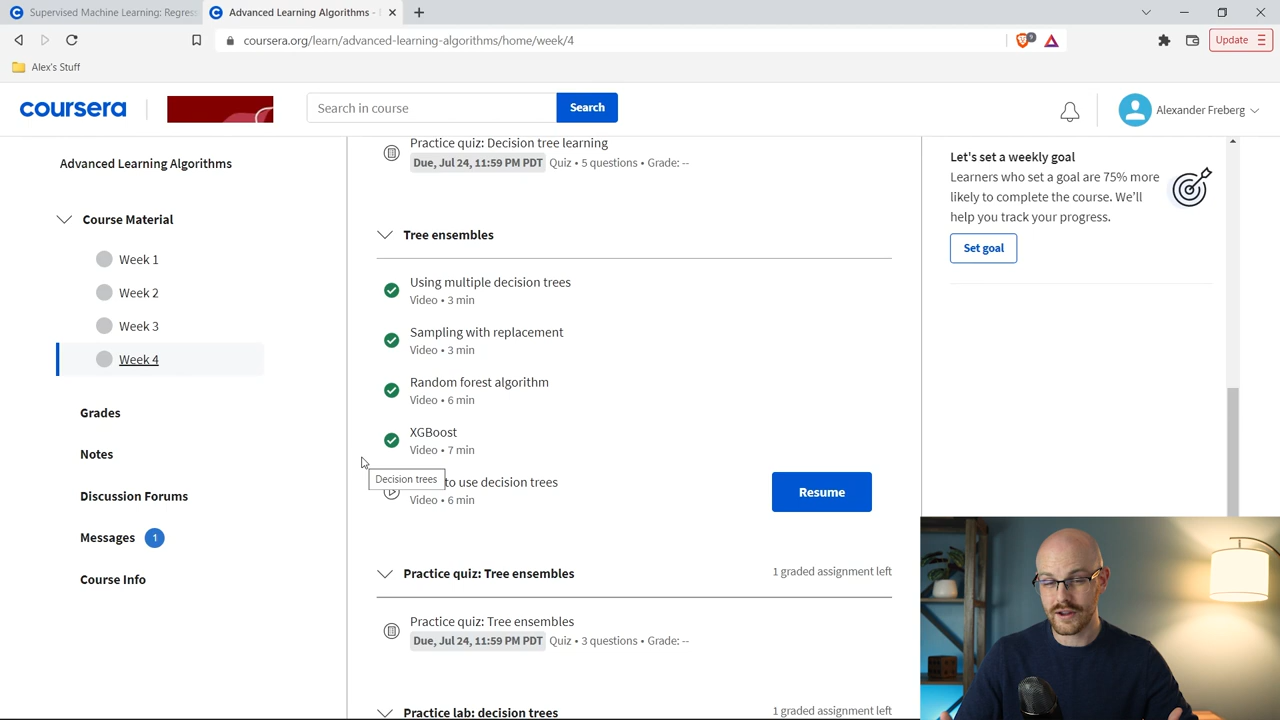 Supervised Machine Learning: Regres
Advanced Learning Algorithms -
coursera.org/learn/advanced-learning-algorithms/home/week/4
9
Update
Alex's Stuff
coursera
Search in course
Search
Alexander Freberg
Advanced Learning Algorithms
Course Material
Week 1
Week 2
Week 3
Week 4
Grades
Notes
Discussion Forums
Messages 1
Course Info
Practice quiz: Decision tree learning
Due, Jul 24, 11:59 PM PDT Quiz • 5 questions • Grade: --
Tree ensembles
Using multiple decision trees
Video • 3 min
Sampling with replacement
Video • 3 min
Random forest algorithm
Video • 6 min
XGBoost
Video • 7 min
Decision trees
to use decision trees
Video • 6 min
Resume
Practice quiz: Tree ensembles
1 graded assignment left
Practice quiz: Tree ensembles
Due, Jul 24, 11:59 PM PDT Quiz • 3 questions • Grade: --
Practice lab: decision trees
1 graded assignment left
Let's set a weekly goal
Learners who set a goal are 75% more
likely to complete the course. We'll
help you track your progress.
Set goal